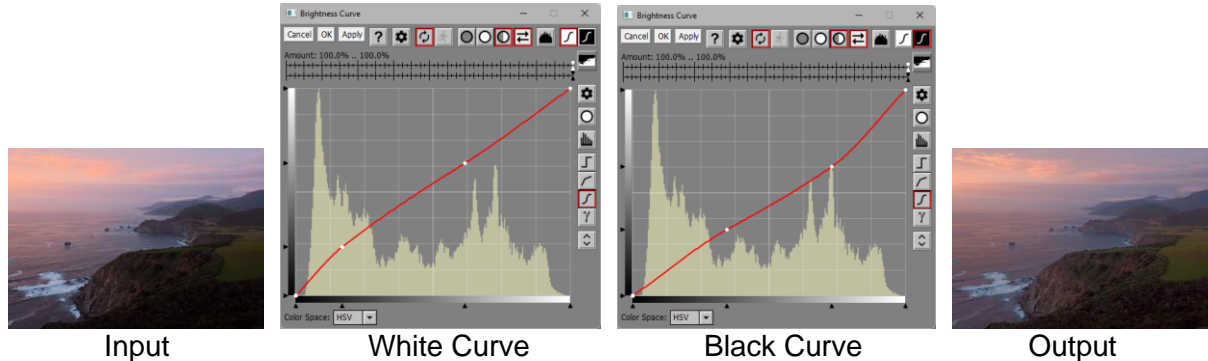 Brightness Curve
Cancel OK Apply ?
Amount: 100.0% .. 100.0%
γ
Color Space: HSV
Brightness Curve
Cancel OK Apply ?
Amount: 100.0% .. 100.0%
γ
Color Space: HSV
Input White Curve Black Curve Output